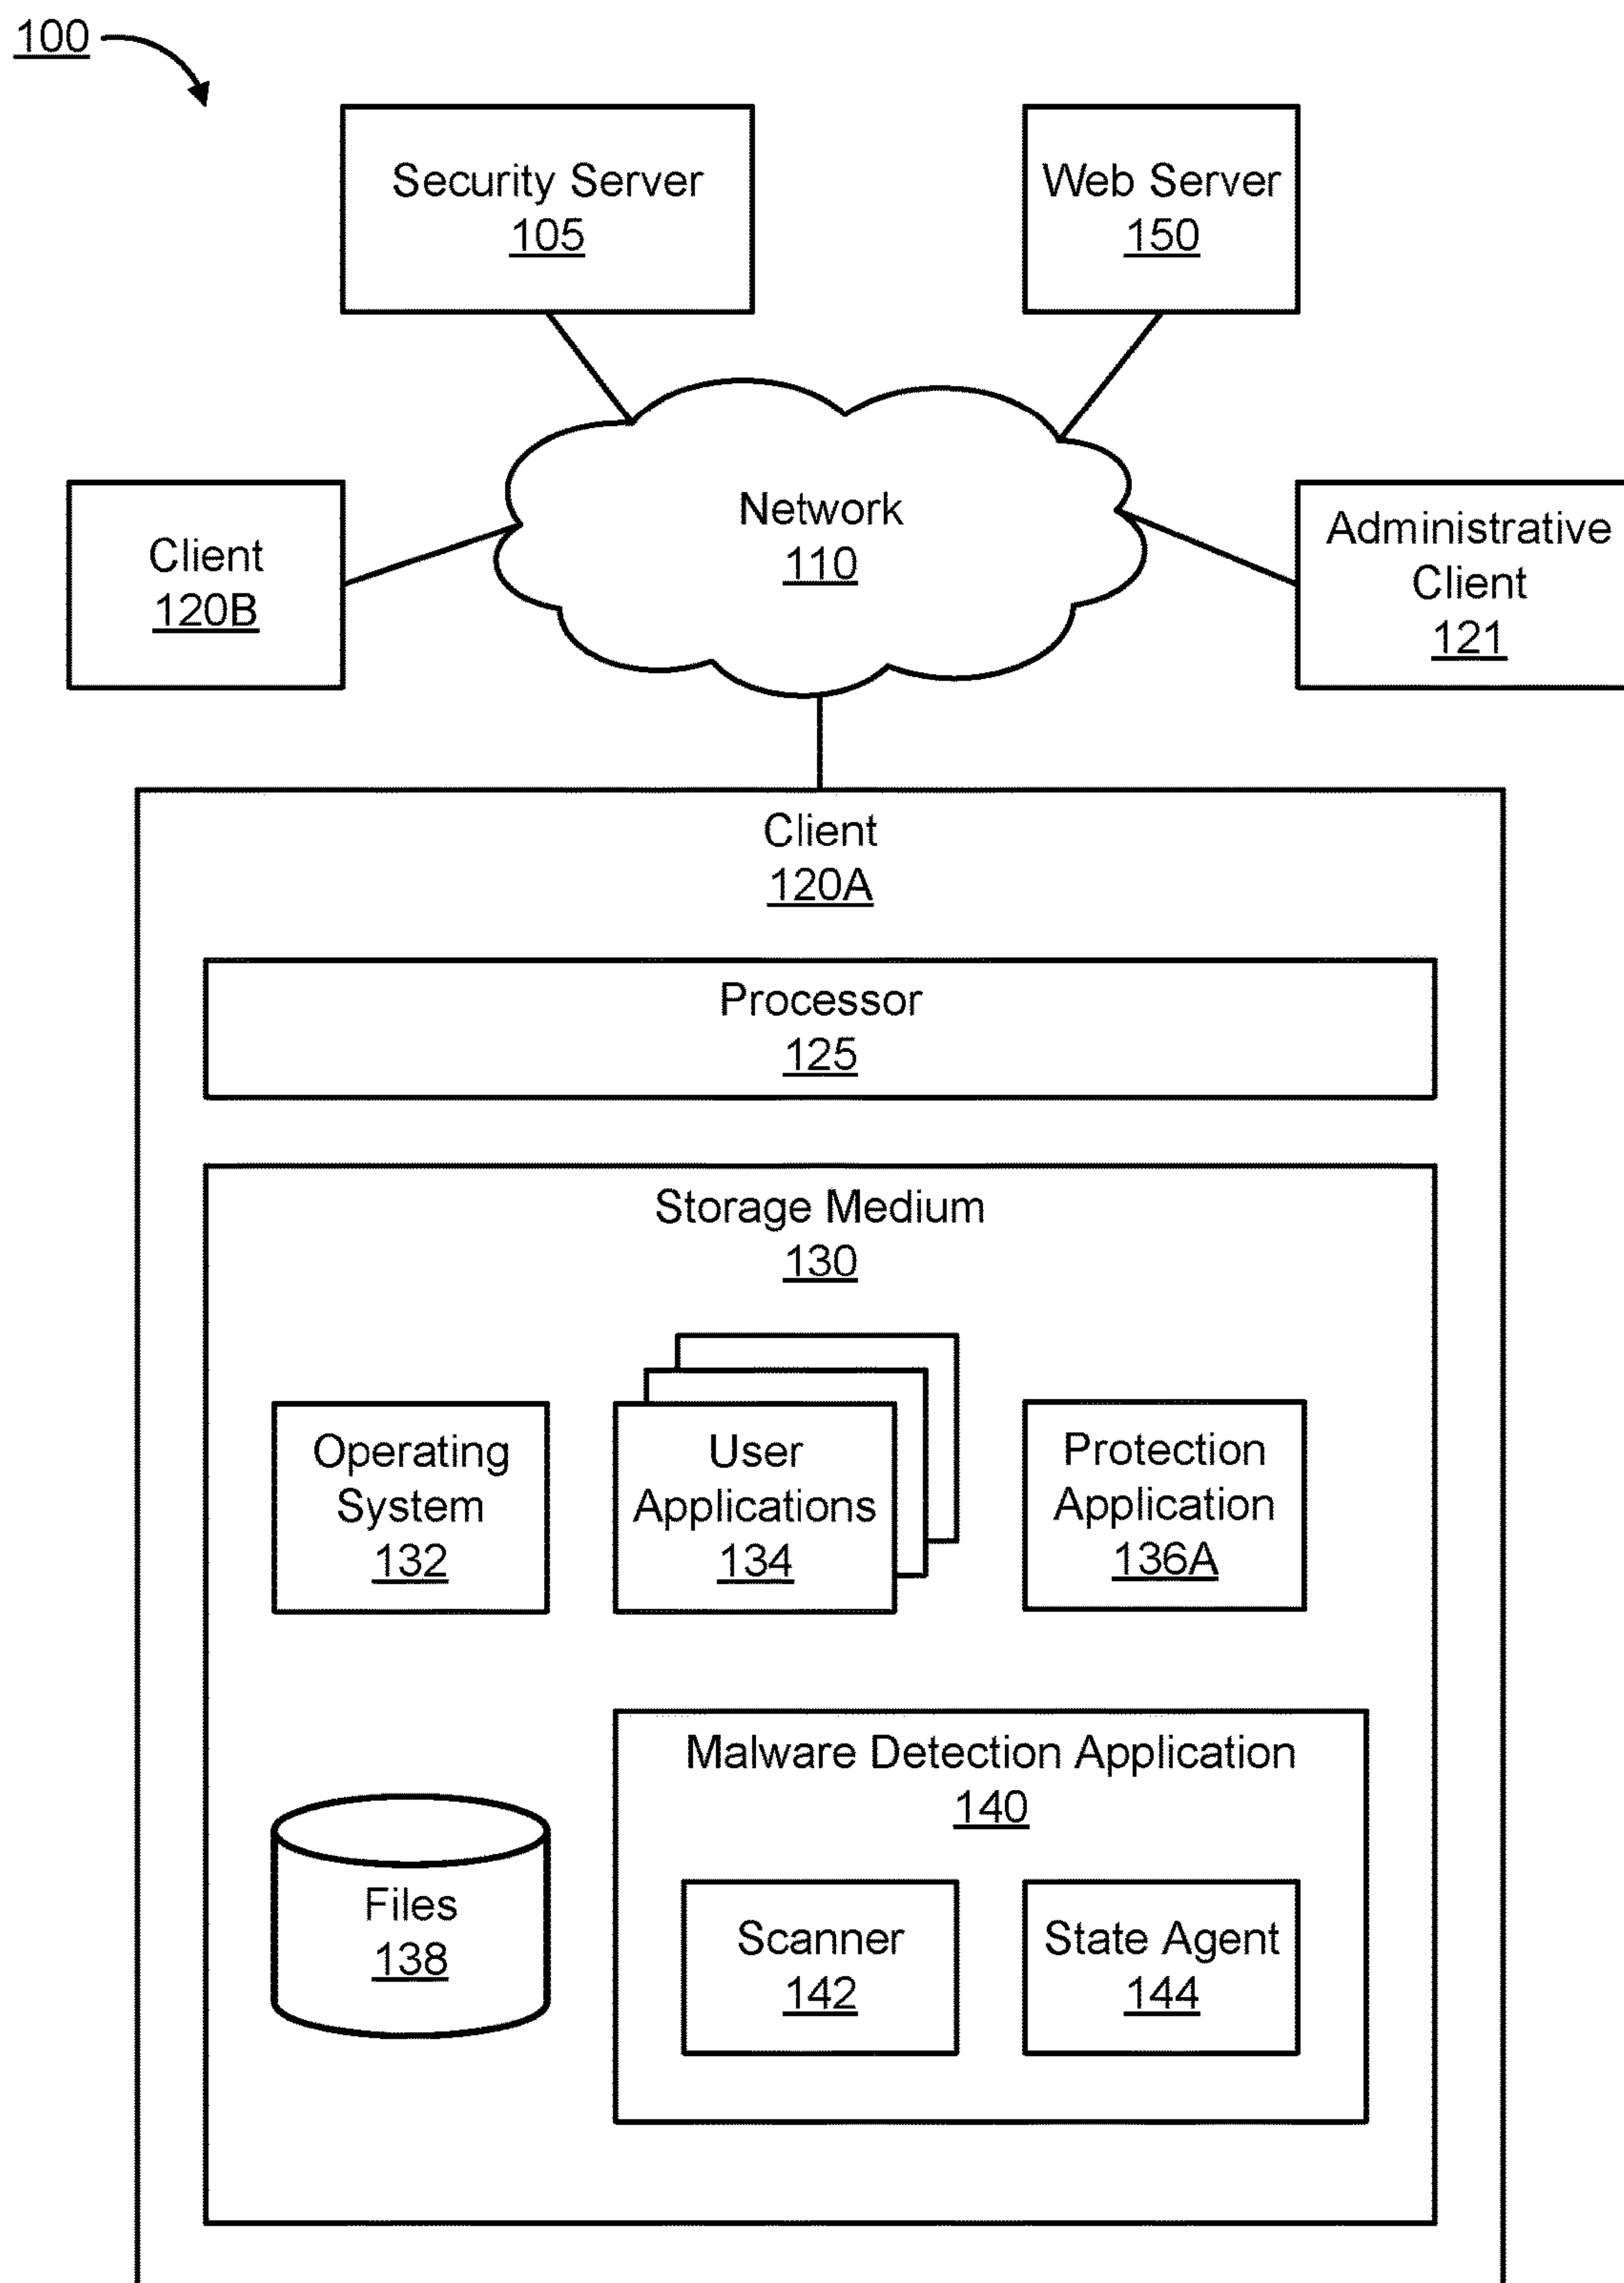 100
Security Server
105
Web Server
150
Network
110
Client
120B
Administrative
Client
121
Client
120A
Processor
125
Storage Medium
130
Operating
System
132
User
Applications
134
Protection
Application
136A
Files
138
Malware Detection Application
140
Scanner
142
State Agent
144